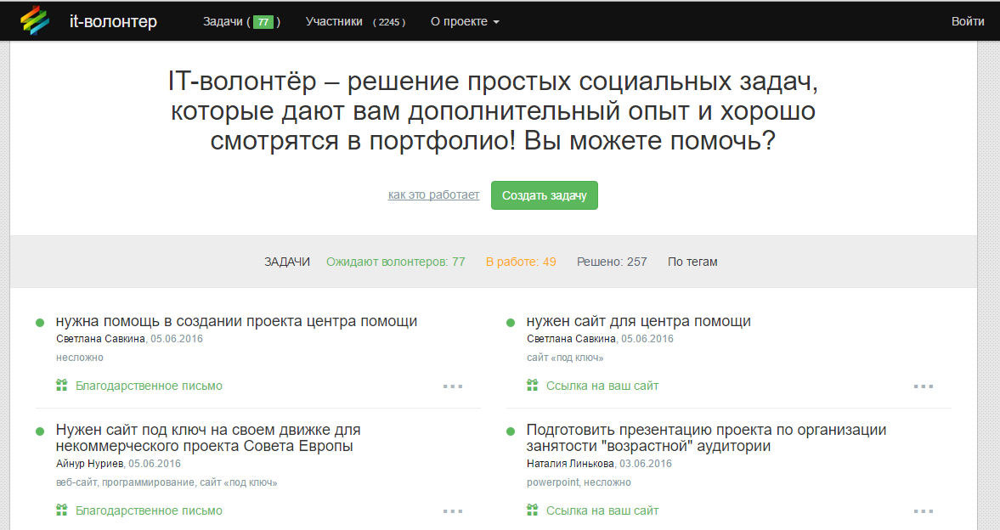 it-волонтер Задачи ( 77 ) Участники ( 2245 ) О проекте Войти
IT-волонтёр – решение простых социальных задач,
которые дают вам дополнительный опыт и хорошо
смотрятся в портфолио! Вы можете помочь?
как это работает Создать задачу
ЗАДАЧИ Ожидают волонтеров: 77 В работе: 49 Решено: 257 По тегам
нужна помощь в создании проекта центра помощи
Светлана Савкина, 05.06.2016
несложно
Благодарственное письмо
нужен сайт для центра помощи
Светлана Савкина, 05.06.2016
сайт «под ключ»
Ссылка на ваш сайт
Нужен сайт под ключ на своем движке для
некоммерческого проекта Совета Европы
Айнур Нуриев, 05.06.2016
веб-сайт, программирование, сайт «под ключ»
Благодарственное письмо
Подготовить презентацию проекта по организации
занятости "возрастной" аудитории
Наталия Линькова, 03.06.2016
powerpoint, несложно
Ссылка на ваш сайт